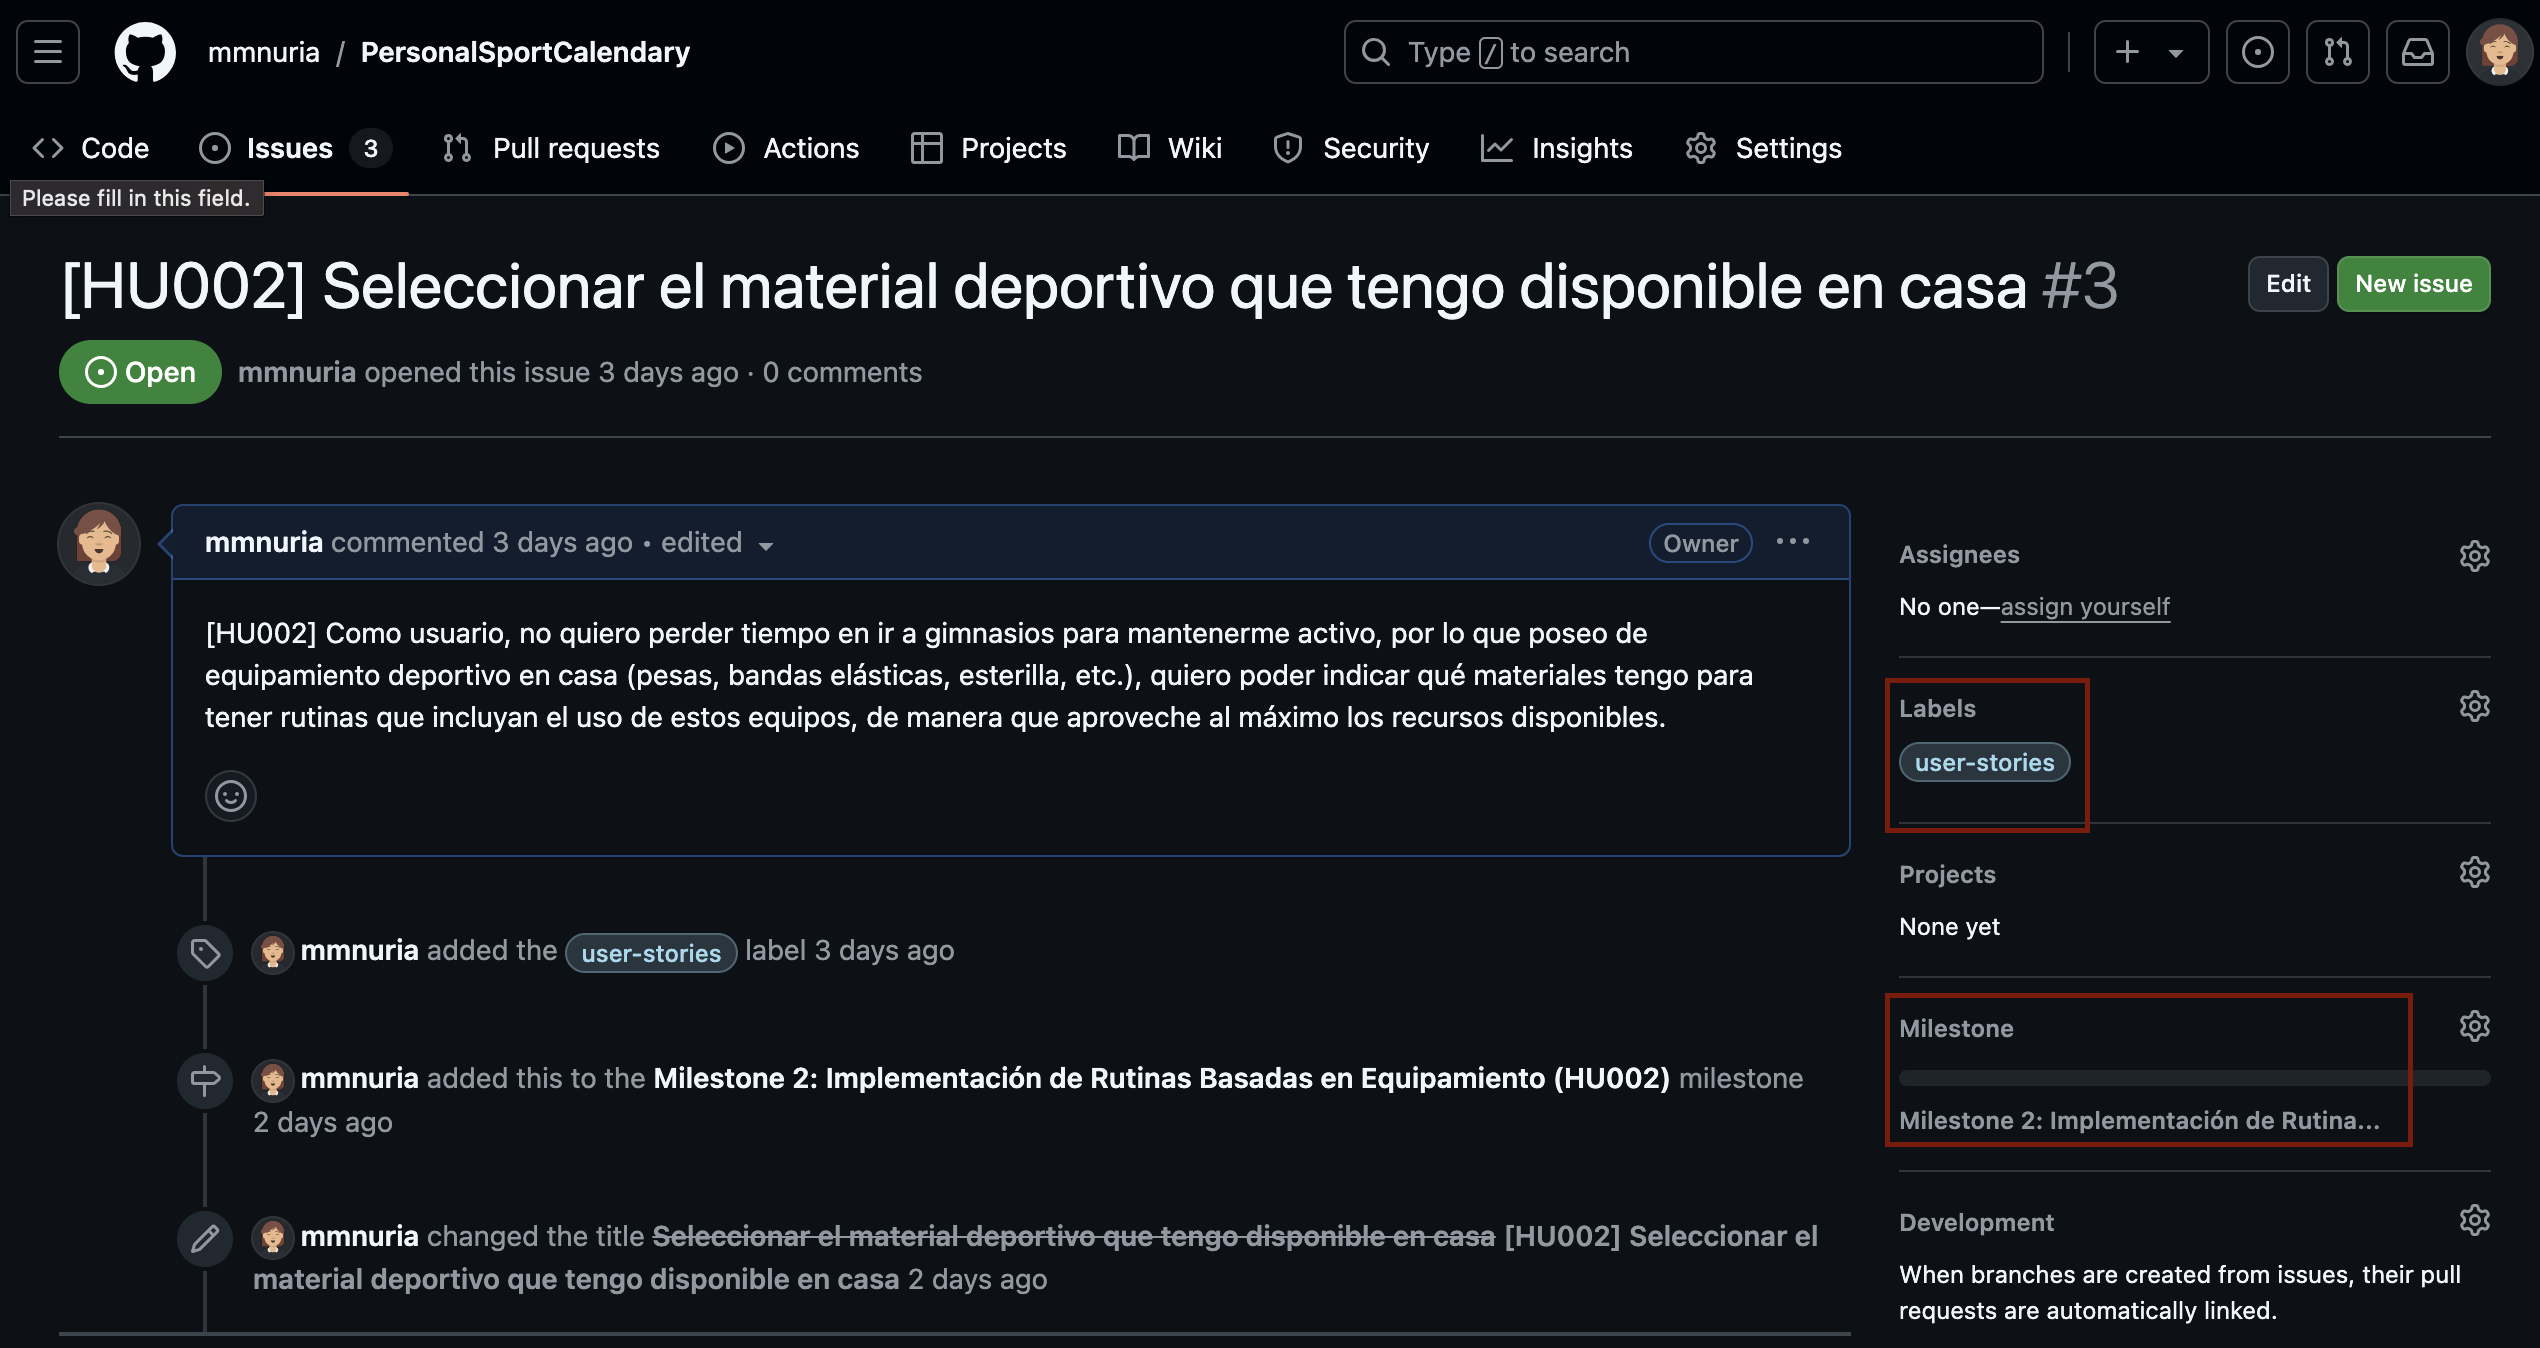 mmnuria / PersonalSportCalendary
Type / to search
Code
Issues 3
Pull requests
Actions
Projects
Wiki
Security
Insights
Settings
Please fill in this field.
[HU002] Seleccionar el material deportivo que tengo disponible en casa #3
Edit
New issue
Open
mmnuria opened this issue 3 days ago · 0 comments
mmnuria commented 3 days ago • edited
Owner
[HU002] Como usuario, no quiero perder tiempo en ir a gimnasios para mantenerme activo, por lo que poseo de
equipamiento deportivo en casa (pesas, bandas elásticas, esterilla, etc.), quiero poder indicar qué materiales tengo para
tener rutinas que incluyan el uso de estos equipos, de manera que aproveche al máximo los recursos disponibles.
mmnuria added the user-stories label 3 days ago
mmnuria added this to the Milestone 2: Implementación de Rutinas Basadas en Equipamiento (HU002) milestone
2 days ago
mmnuria changed the title Seleccionar el material deportivo que tengo disponible en casa [HU002] Seleccionar el
material deportivo que tengo disponible en casa 2 days ago
Assignees
No one—assign yourself
Labels
user-stories
Projects
None yet
Milestone
Milestone 2: Implementación de Rutina...
Development
When branches are created from issues, their pull
requests are automatically linked.